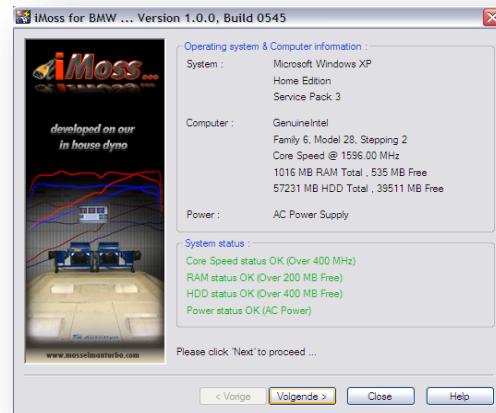 iMoss for BMW ... Version 1.0.0, Build 0545
iMoss...
developed on our
in house dyno
www.mosselmanturbo.com
Operating system & Computer information :
System : Microsoft Windows XP
Home Edition
Service Pack 3
Computer : GenuineIntel
Family 6, Model 28, Stepping 2
Core Speed @ 1596.00 MHz
1016 MB RAM Total , 535 MB Free
57231 MB HDD Total , 39511 MB Free
Power : AC Power Supply
System status :
Core Speed status OK (Over 400 MHz)
RAM status OK (Over 200 MB Free)
HDD status OK (Over 400 MB Free)
Power status OK (AC Power)
Please click 'Next' to proceed ...
< Vorige Volgende > Close Help